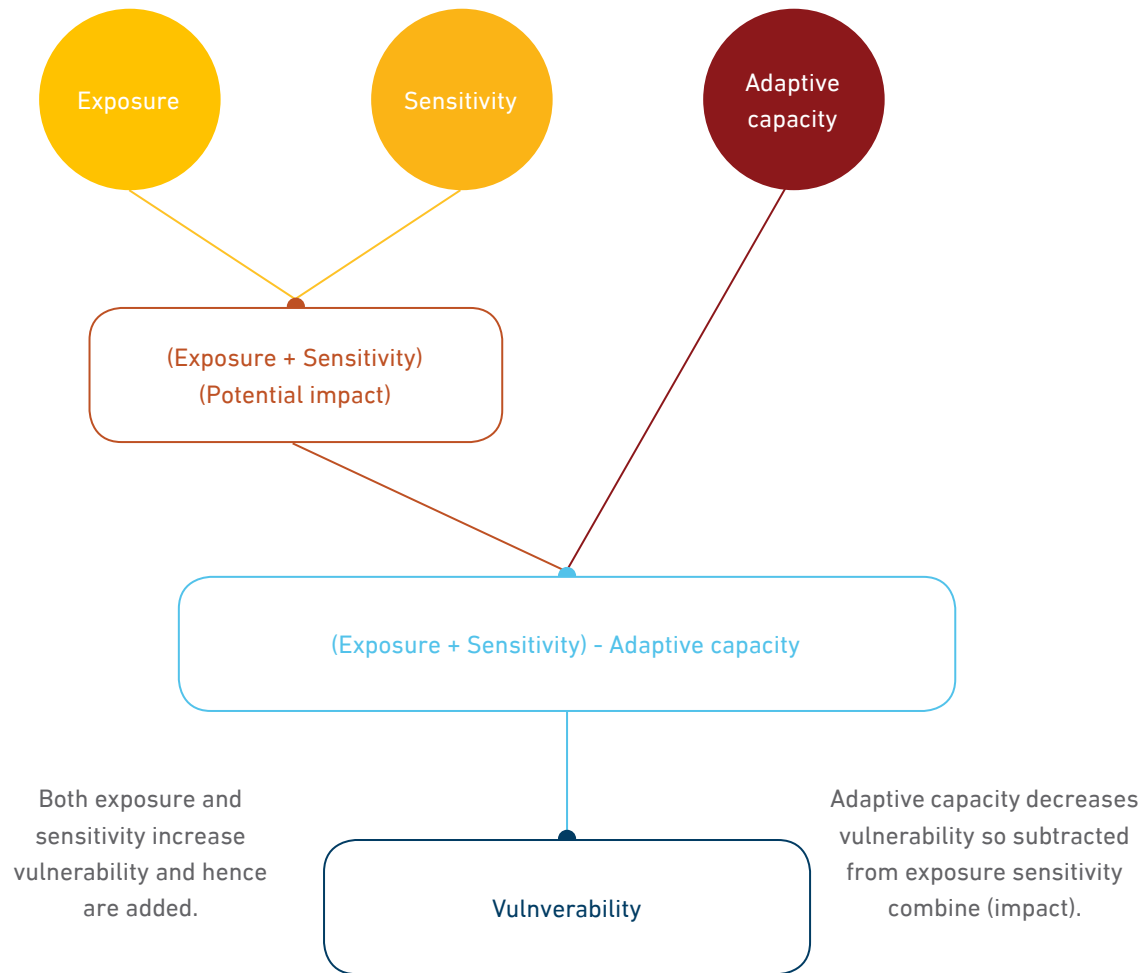 Exposure
Sensitivity
Adaptive
capacity
(Exposure + Sensitivity)
(Potential impact)
(Exposure + Sensitivity) - Adaptive capacity
Both exposure and
sensitivity increase
vulnerability and hence
are added.
Adaptive capacity decreases
vulnerability so subtracted
from exposure sensitivity
combine (impact).
Vulnverability